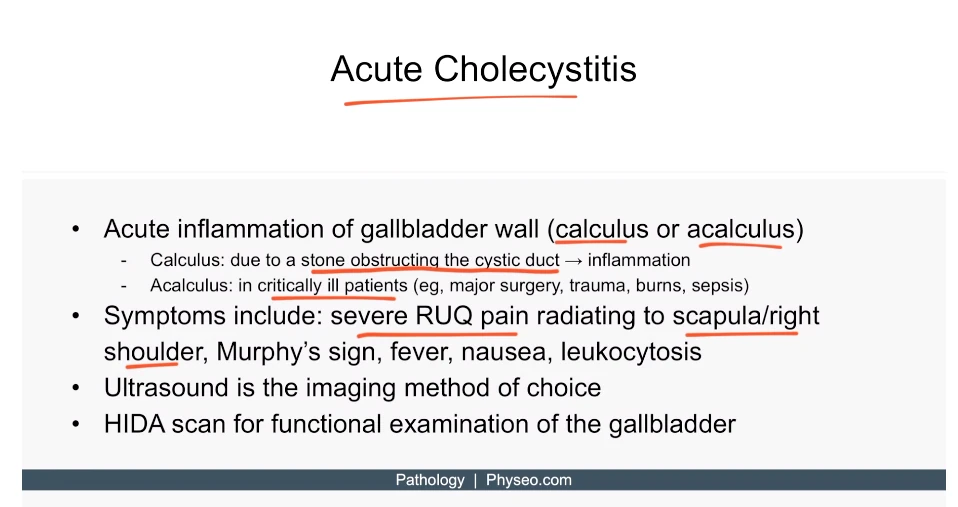 Acute Cholecystitis
• Acute inflammation of gallbladder wall (calculus or acalculus)
- Calculus: due to a stone obstructing the cystic duct → inflammation
- Acalculus: in critically ill patients (eg, major surgery, trauma, burns, sepsis)
• Symptoms include: severe RUQ pain radiating to scapula/right
shoulder, Murphy’s sign, fever, nausea, leukocytosis
• Ultrasound is the imaging method of choice
• HIDA scan for functional examination of the gallbladder
Pathology | Physeo.com